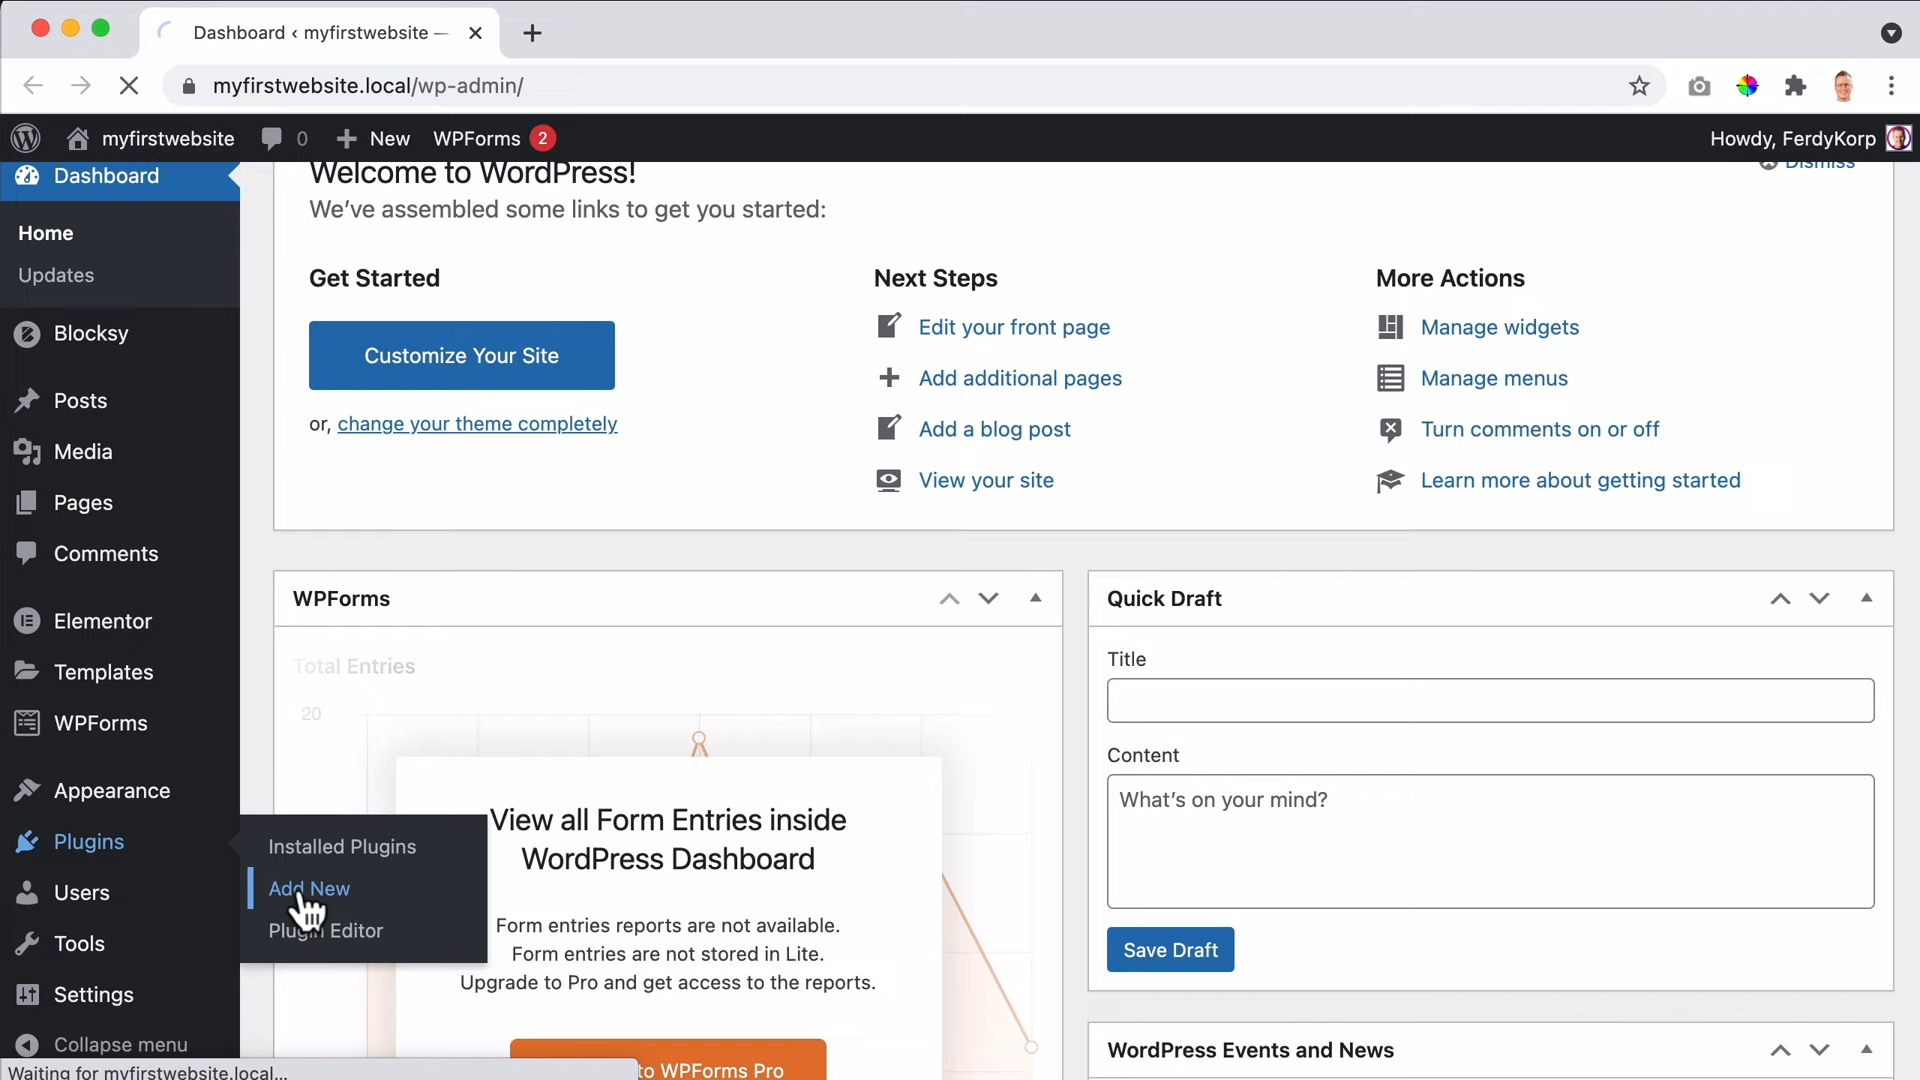 Dashboard ‹ myfirstwebsite —
myfirstwebsite.local/wp-admin/
myfirstwebsite 0 New WPForms 2 Howdy, FerdyKorp
Dashboard
Home
Updates
Blocksy
Posts
Media
Pages
Comments
Elementor
Templates
WPForms
Appearance
Plugins
Users
Tools
Settings
Collapse menu
Installed Plugins
Add New
Plugin Editor
Welcome to WordPress!
Dismiss
We've assembled some links to get you started:
Get Started
Customize Your Site
or, change your theme completely
Next Steps
Edit your front page
Add additional pages
Add a blog post
View your site
More Actions
Manage widgets
Manage menus
Turn comments on or off
Learn more about getting started
WPForms
Total Entries
20
View all Form Entries inside
WordPress Dashboard
Form entries reports are not available.
Form entries are not stored in Lite.
Upgrade to Pro and get access to the reports.
to WPForms Pro
Quick Draft
Title
Content
What's on your mind?
Save Draft
WordPress Events and News
Waiting for myfirstwebsite.local...